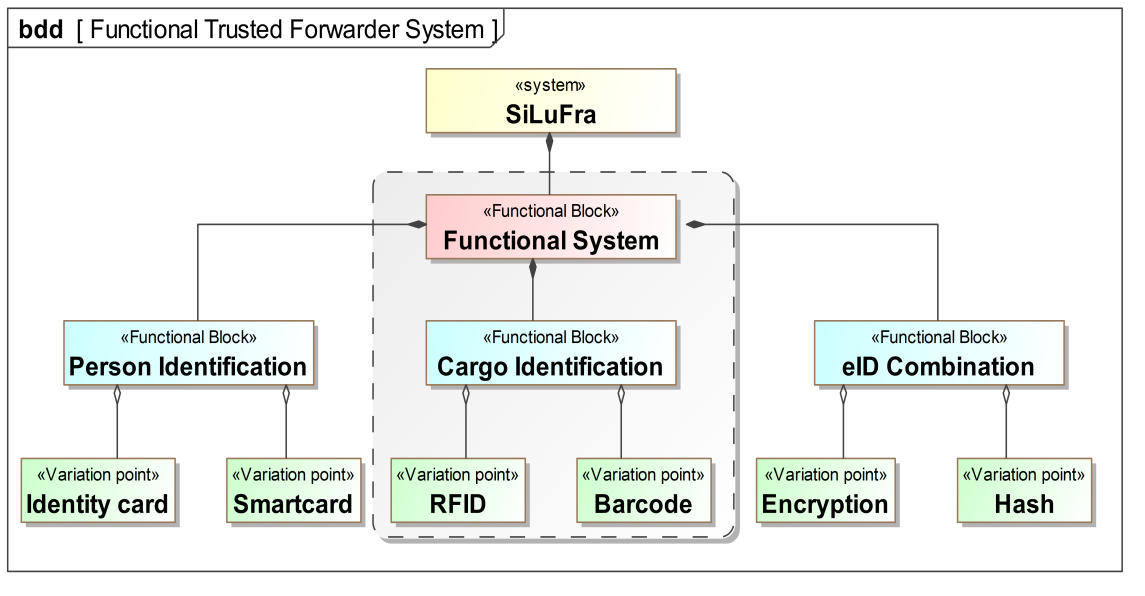 bdd [ Functional Trusted Forwarder System ]
«system»
SiLuFra
«Functional Block»
Functional System
«Functional Block»
Person Identification
«Functional Block»
Cargo Identification
«Functional Block»
eID Combination
«Variation point»
Identity card
«Variation point»
Smartcard
«Variation point»
RFID
«Variation point»
Barcode
«Variation point»
Encryption
«Variation point»
Hash